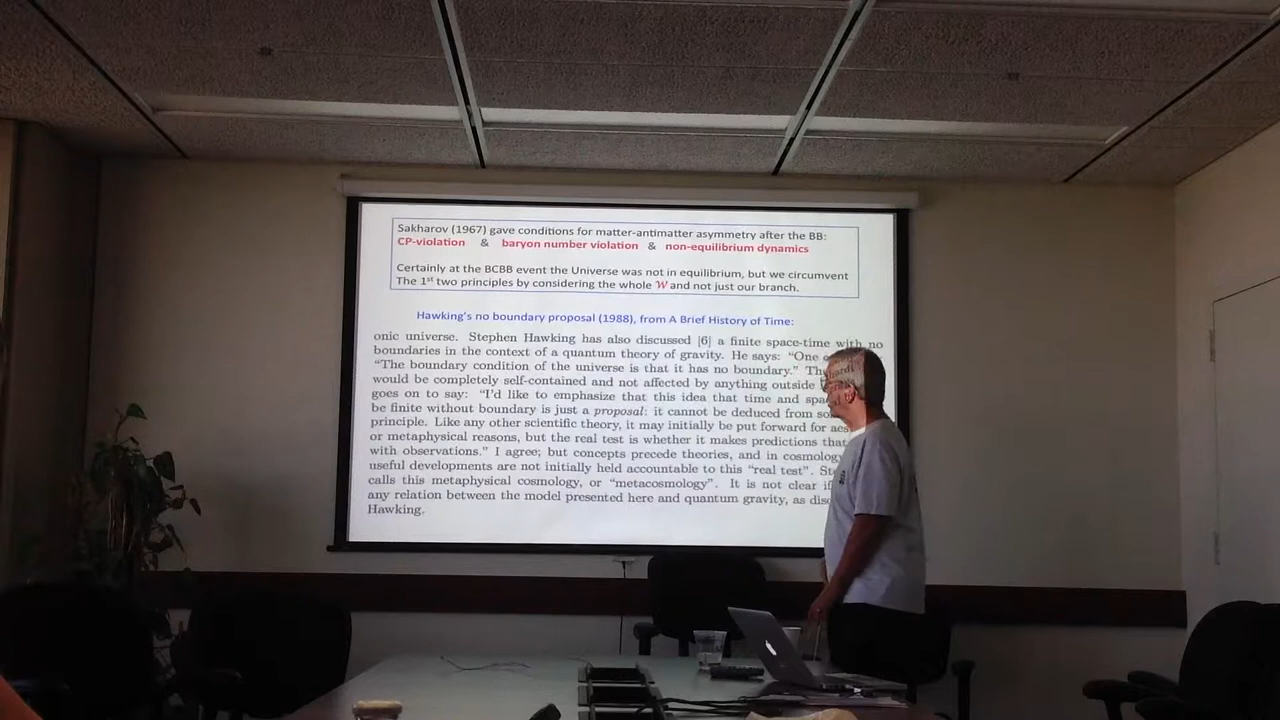 Sakharov (1967) gave conditions for matter-antimatter asymmetry after the BB:
CP-violation & baryon number violation & non-equilibrium dynamics
Certainly at the BCBB event the Universe was not in equilibrium, but we circumvent
The 1st two principles by considering the whole W and not just our branch.
Hawking's no boundary proposal (1988), from A Brief History of Time:
onic universe. Stephen Hawking has also discussed [6] a finite space-time with no
boundaries in the context of a quantum theory of gravity. He says: “One
“The boundary condition of the universe is that it has no boundary.”
would be completely self-contained and not affected by anything outside
goes on to say: “I'd like to emphasize that this idea that time and
be finite without boundary is just a proposal: it cannot be deduced from
principle. Like any other scientific theory, it may initially be put forward for
or metaphysical reasons, but the real test is whether it makes predictions that
with observations.” I agree; but concepts precede theories, and in cosmology
useful developments are not initially held accountable to this “real test”.
calls this metaphysical cosmology, or “metacosmology”. It is not clear if
any relation between the model presented here and quantum gravity, as
Hawking.